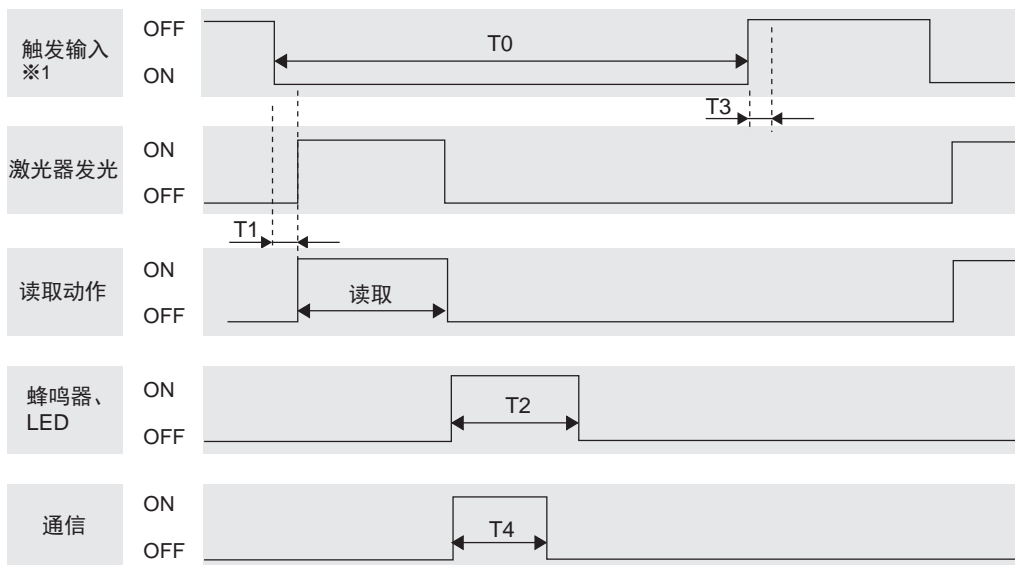 触发输入
※1
OFF
ON
T0
T3
激光器发光
ON
OFF
T1
读取动作
ON
OFF
读取
蜂鸣器、
LED
ON
OFF
T2
通信
ON
OFF
T4